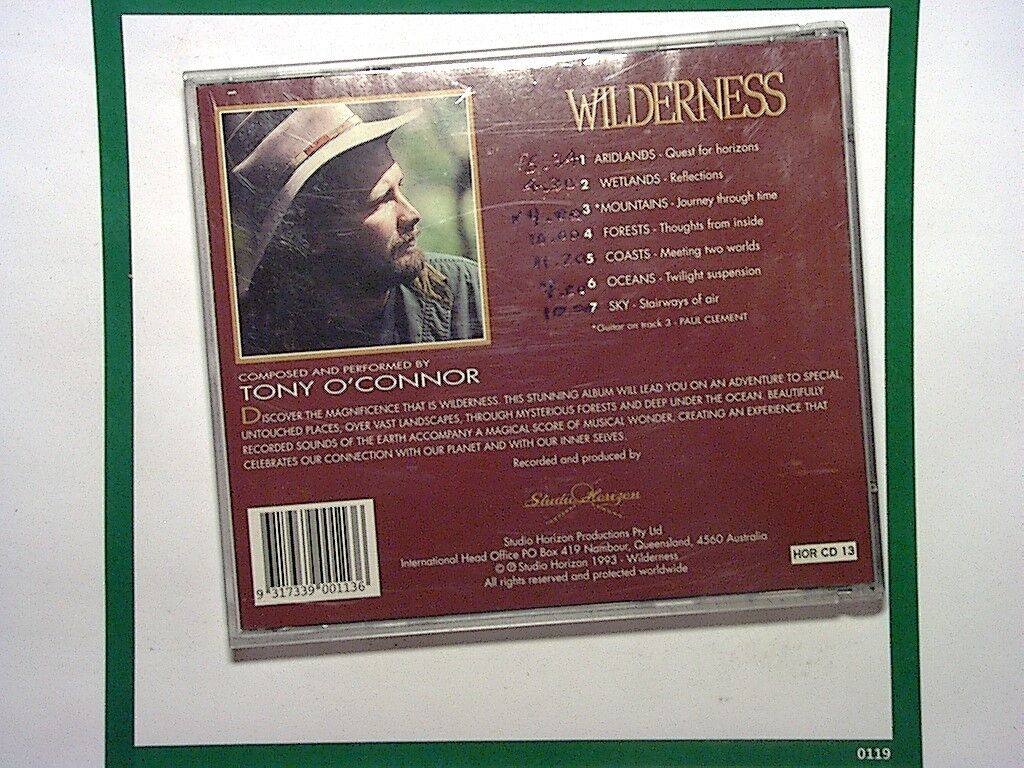 WILDERNESS
1 ARIDLANDS - Quest for horizons
2 WETLANDS - Reflections
3 *MOUNTAINS - Journey through time
4 FORESTS - Thoughts from inside
5 COASTS - Meeting two worlds
6 OCEANS - Twilight suspension
7 SKY - Stairways of air
*Guitar on track 3 - PAUL CLEMENT
COMPOSED AND PERFORMED BY
TONY O'CONNOR
DISCOVER THE MAGNIFICENCE THAT IS WILDERNESS. THIS STUNNING ALBUM WILL LEAD YOU ON AN ADVENTURE TO SPECIAL,
UNTOUCHED PLACES, OVER VAST LANDSCAPES, THROUGH MYSTERIOUS FORESTS AND DEEP UNDER THE OCEAN. BEAUTIFULLY
RECORDED SOUNDS OF THE EARTH ACCOMPANY A MAGICAL SCORE OF MUSICAL WONDER, CREATING AN EXPERIENCE THAT
CELEBRATES OUR CONNECTION WITH OUR PLANET AND WITH OUR INNER SELVES.
Recorded and produced by
Studio Horizon
Studio Horizon Productions Pty Ltd
International Head Office PO Box 419 Nambour, Queensland, 4560 Australia
© ℗ Studio Horizon 1993 - Wilderness
All rights reserved and protected worldwide
HOR CD 13
9 317339 001136
0119